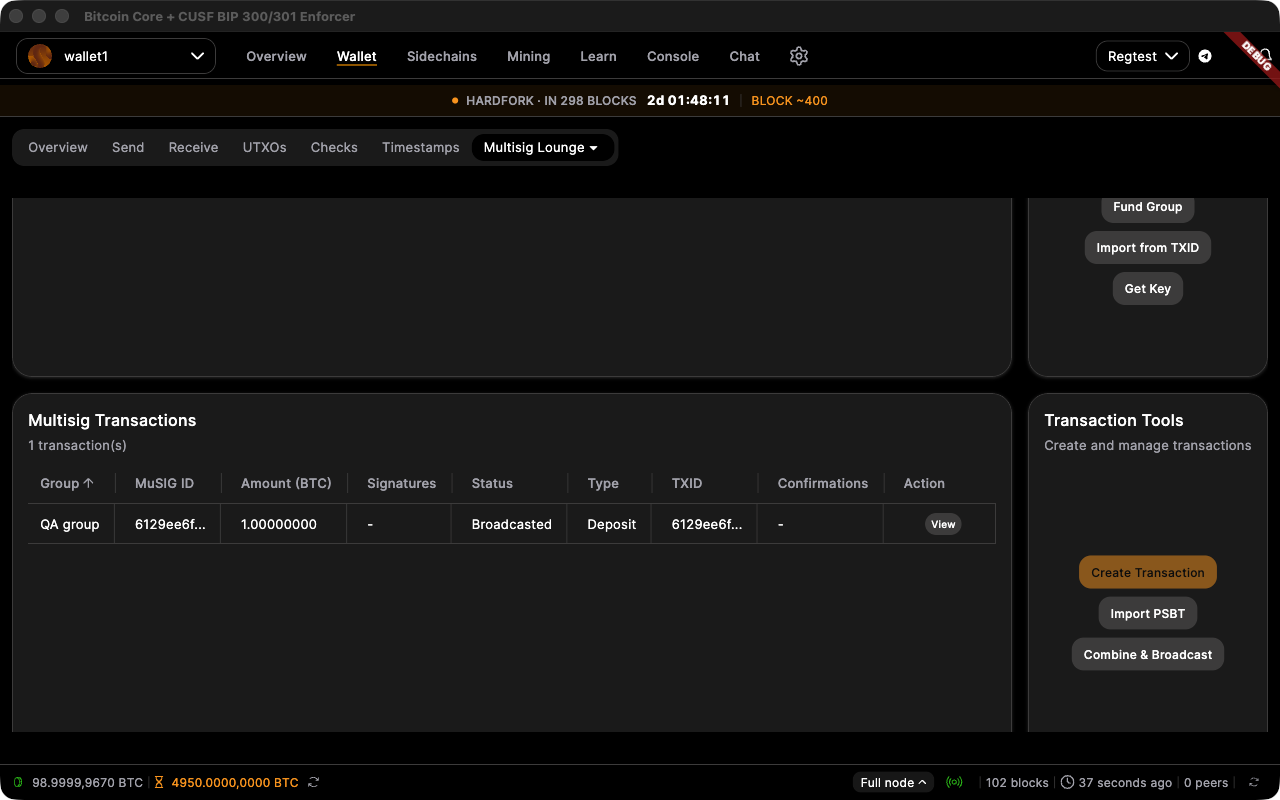 Bitcoin Core + CUSF BIP 300/301 Enforcer
wallet1
Overview Wallet Sidechains Mining Learn Console Chat
Regtest
DEBUG
HARDFORK · IN 298 BLOCKS 2d 01:48:11 BLOCK ~400
Overview Send Receive UTXOs Checks Timestamps Multisig Lounge
Fund Group
Import from TXID
Get Key
Multisig Transactions
1 transaction(s)
Group MuSIG ID Amount (BTC) Signatures Status Type TXID Confirmations Action
QA group 6129ee6f... 1.00000000 - Broadcasted Deposit 6129ee6f... - View
Transaction Tools
Create and manage transactions
Create Transaction
Import PSBT
Combine & Broadcast
98.9999,9670 BTC 4950.0000,0000 BTC Full node 102 blocks 37 seconds ago 0 peers